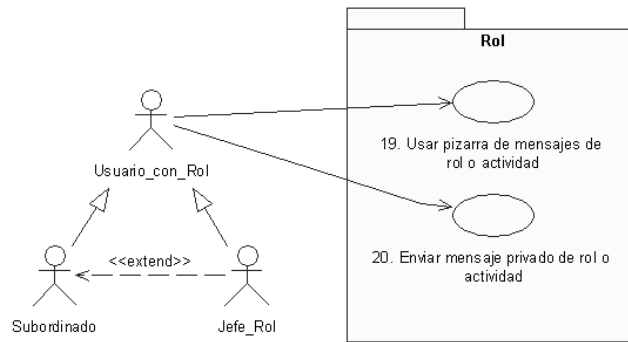 Rol
19. Usar pizarra de mensajes de
rol o actividad
Usuario_con_Rol
20. Enviar mensaje privado de rol o
actividad
<<extend>>
Subordinado
Jefe_Rol